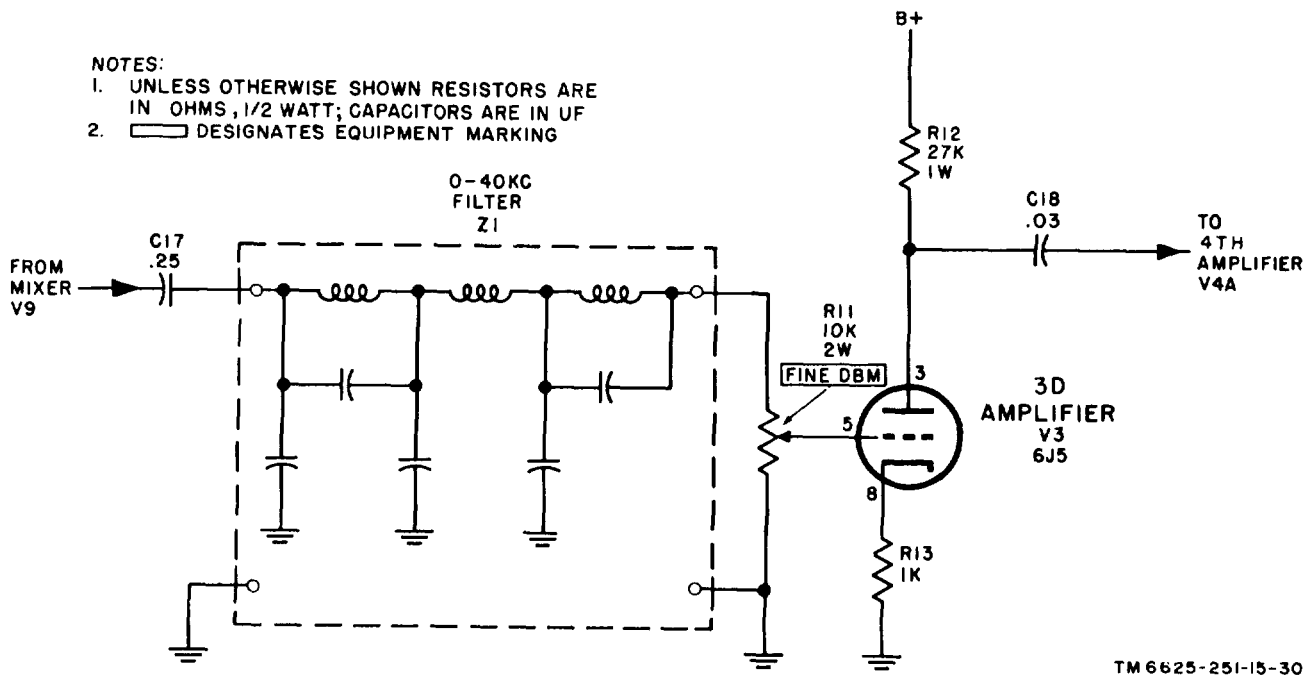 NOTES:
1. UNLESS OTHERWISE SHOWN RESISTORS ARE
IN OHMS, 1/2 WATT; CAPACITORS ARE IN UF
2. DESIGNATES EQUIPMENT MARKING
B+
R12
27K
1W
C18
.03
TO
4TH
AMPLIFIER
V4A
0-40KC
FILTER
Z1
C17
.25
FROM
MIXER
V9
R11
10K
2W
FINE DBM
3
5
8
3D
AMPLIFIER
V3
6J5
R13
1K
TM 6625-251-15-30